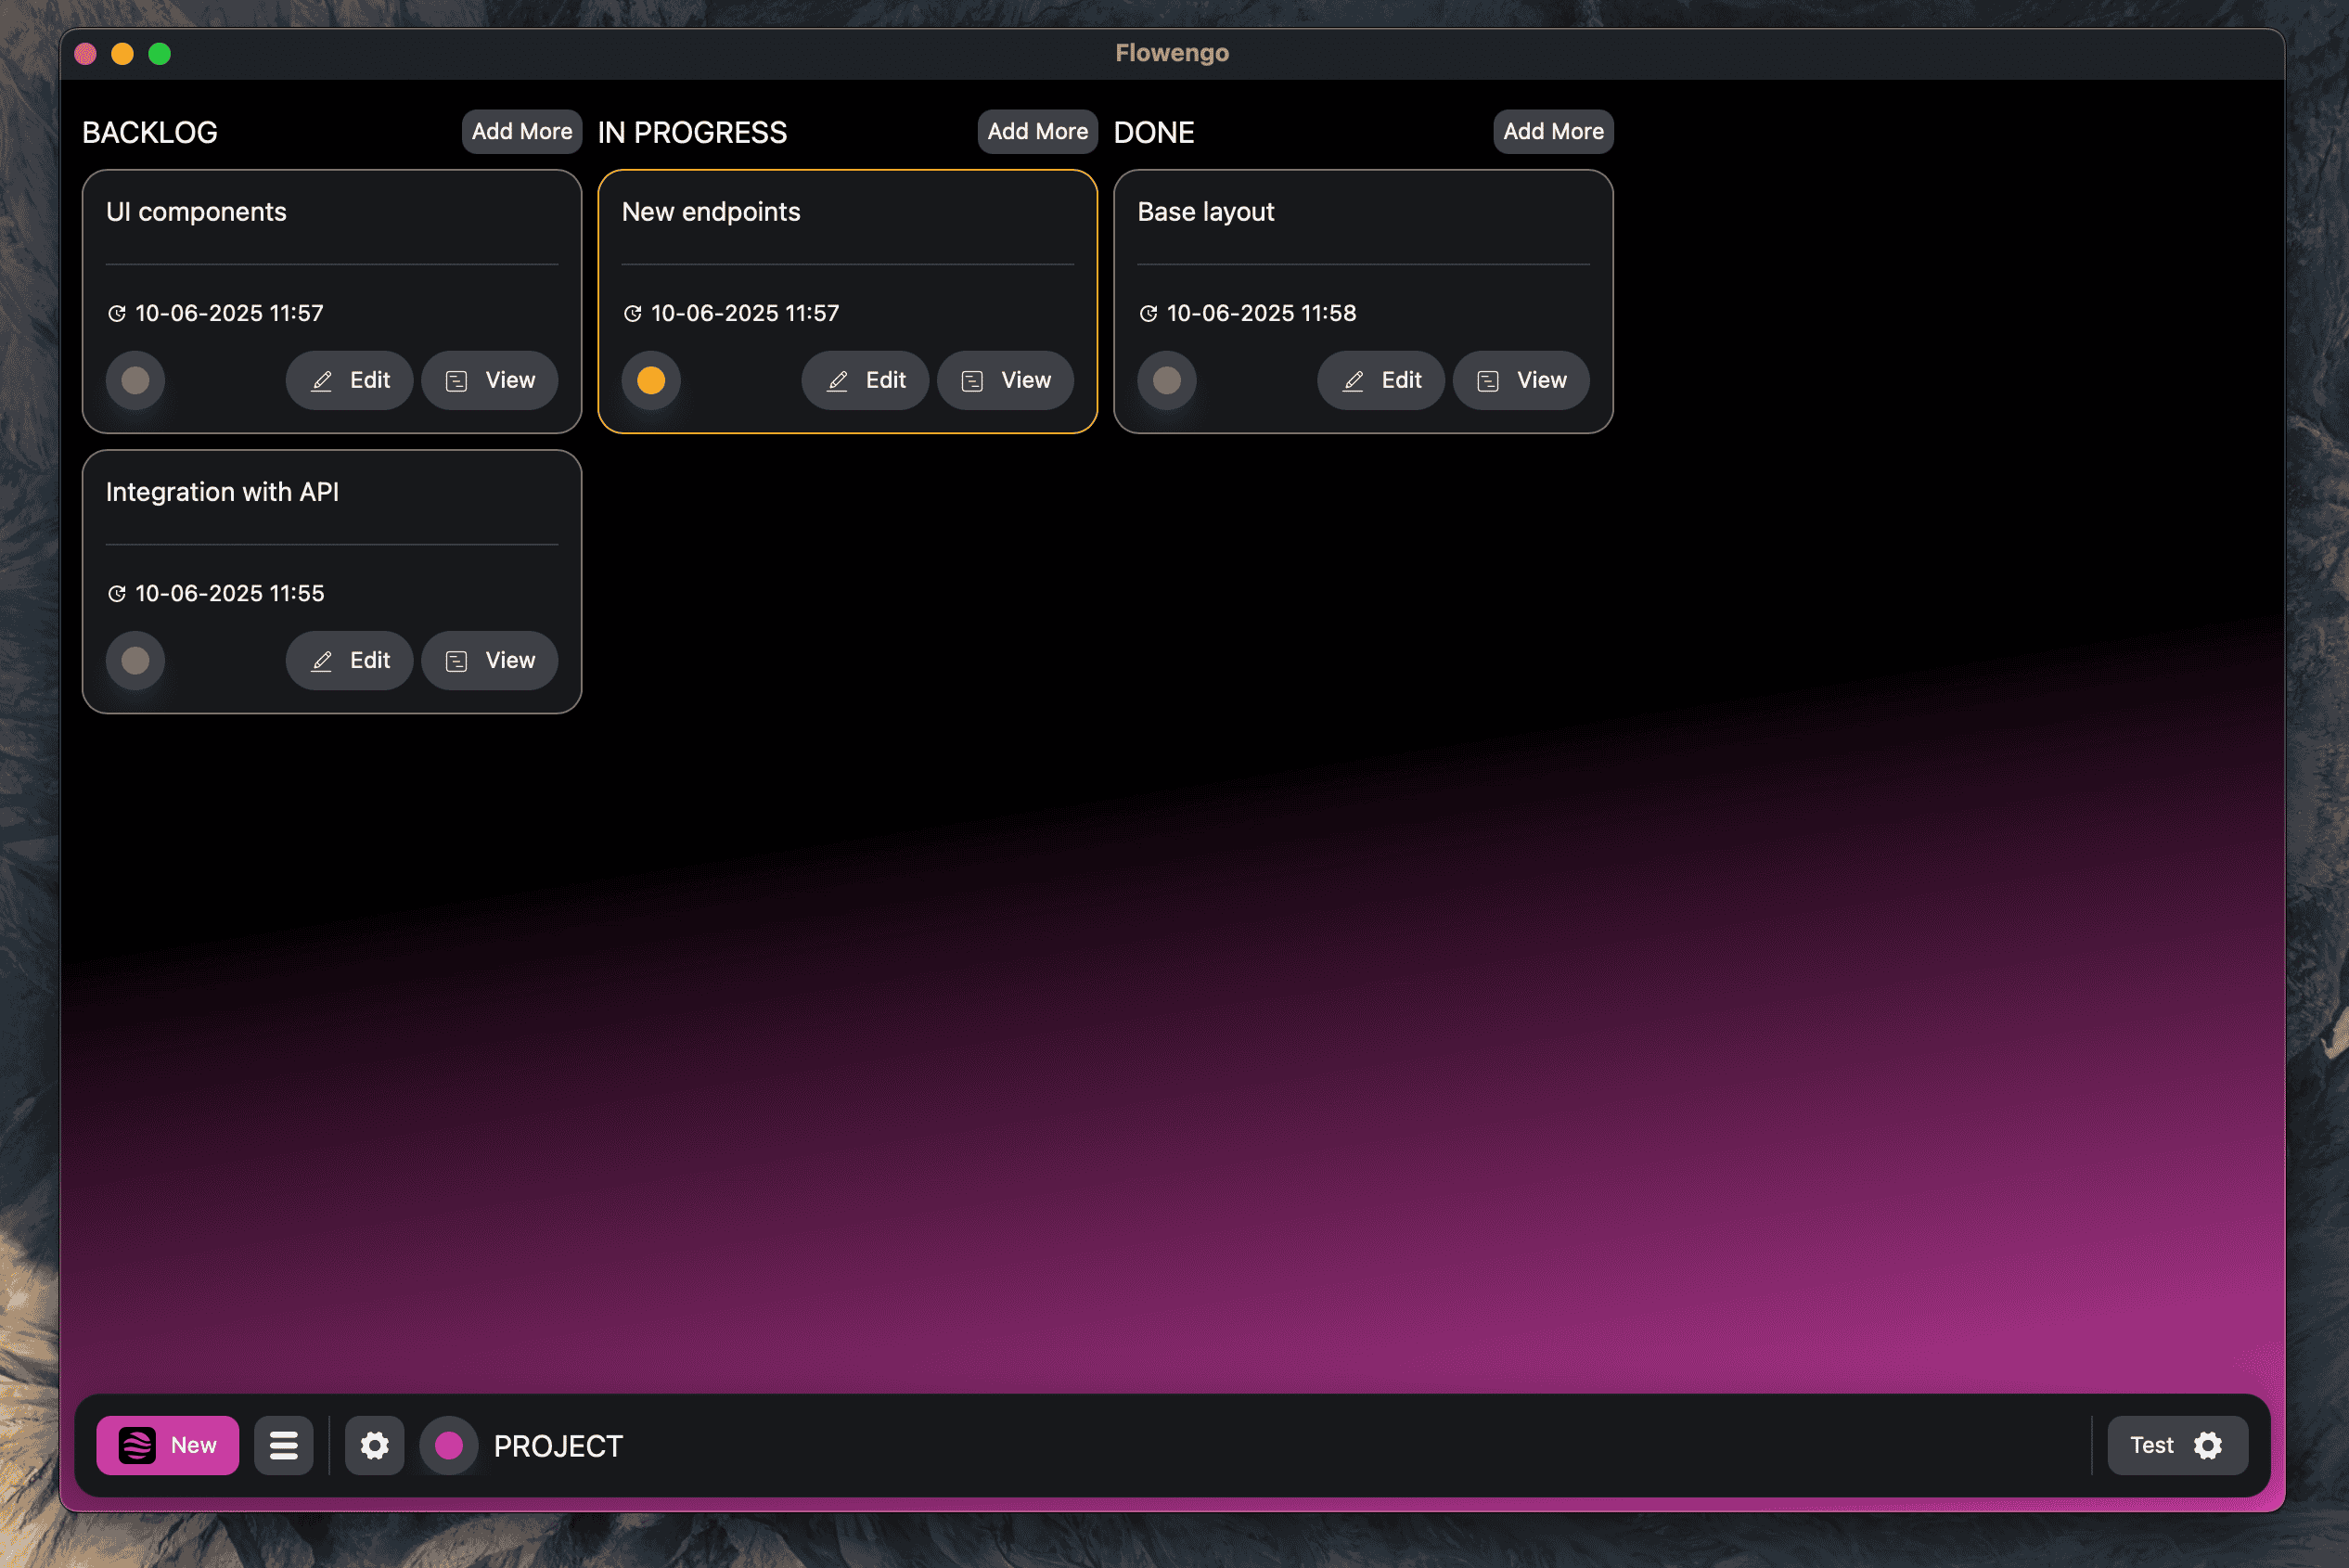 Flowengo
BACKLOG
Add More
IN PROGRESS
Add More
DONE
Add More
UI components
10-06-2025 11:57
Edit
View
Integration with API
10-06-2025 11:55
Edit
View
New endpoints
10-06-2025 11:57
Edit
View
Base layout
10-06-2025 11:58
Edit
View
New
PROJECT
Test